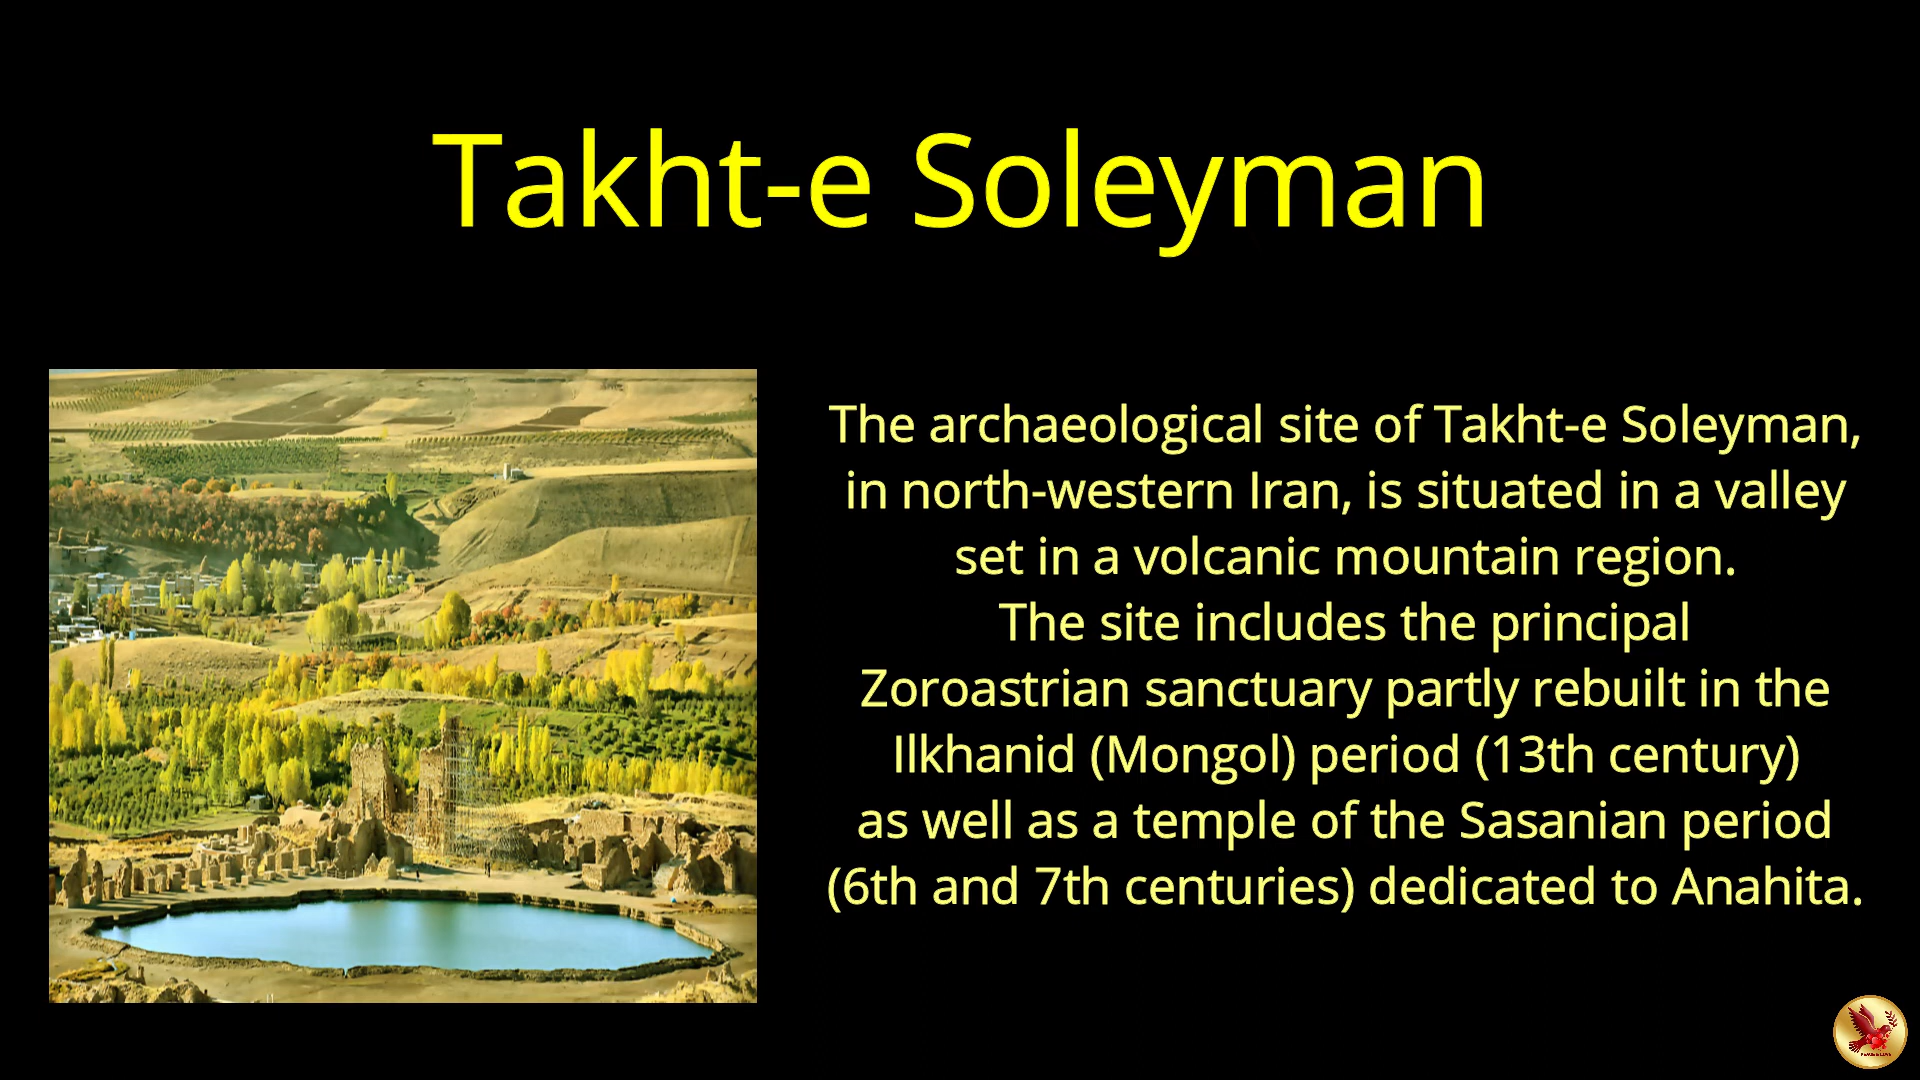 Takht-e Soleyman
The archaeological site of Takht-e Soleyman,
in north-western Iran, is situated in a valley
set in a volcanic mountain region.
The site includes the principal
Zoroastrian sanctuary partly rebuilt in the
Ilkhanid (Mongol) period (13th century)
as well as a temple of the Sasanian period
(6th and 7th centuries) dedicated to Anahita.